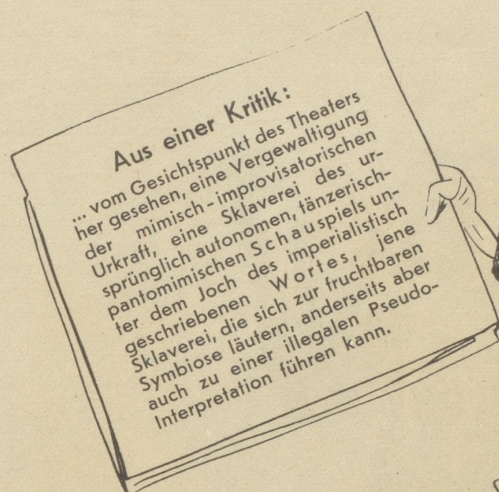 Aus einer Kritik:
... vom Gesichtspunkt des Theaters
her gesehen, eine Vergewaltigung
der mimisch-improvisatorischen
Urkraft, eine Sklaverei des ur-
sprünglich autonomen, tänzerisch-
pantomimischen Schauspiels un-
ter dem Joch des imperialistisch
geschriebenen Wortes, jene
Sklaverei, die sich zur fruchtbaren
Symbiose läutern, anderseits aber
auch zu einer illegalen Pseudo-
Interpretation führen kann.